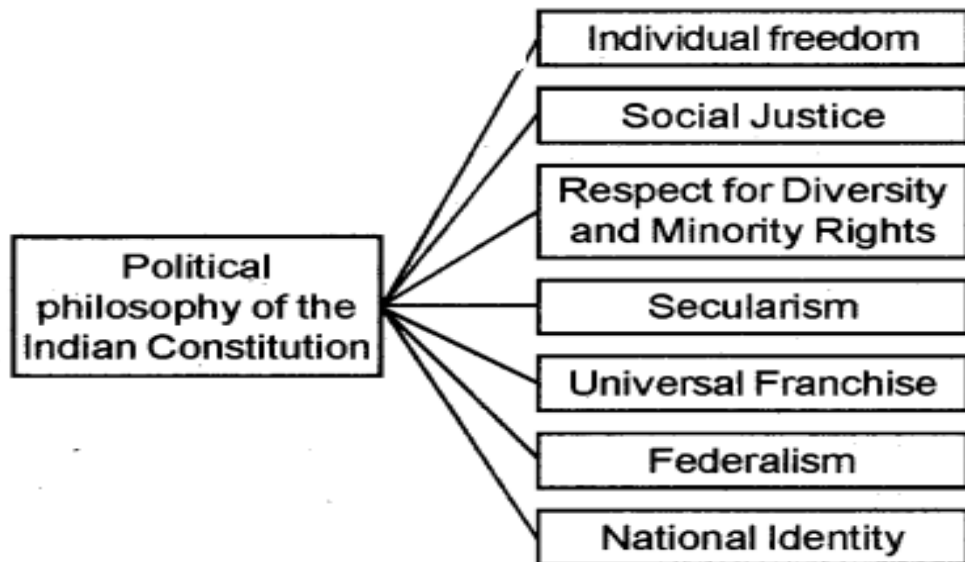 Individual freedom
Social Justice
Respect for Diversity
and Minority Rights
Political
philosophy of the
Indian Constitution
Secularism
Universal Franchise
Federalism
National Identity